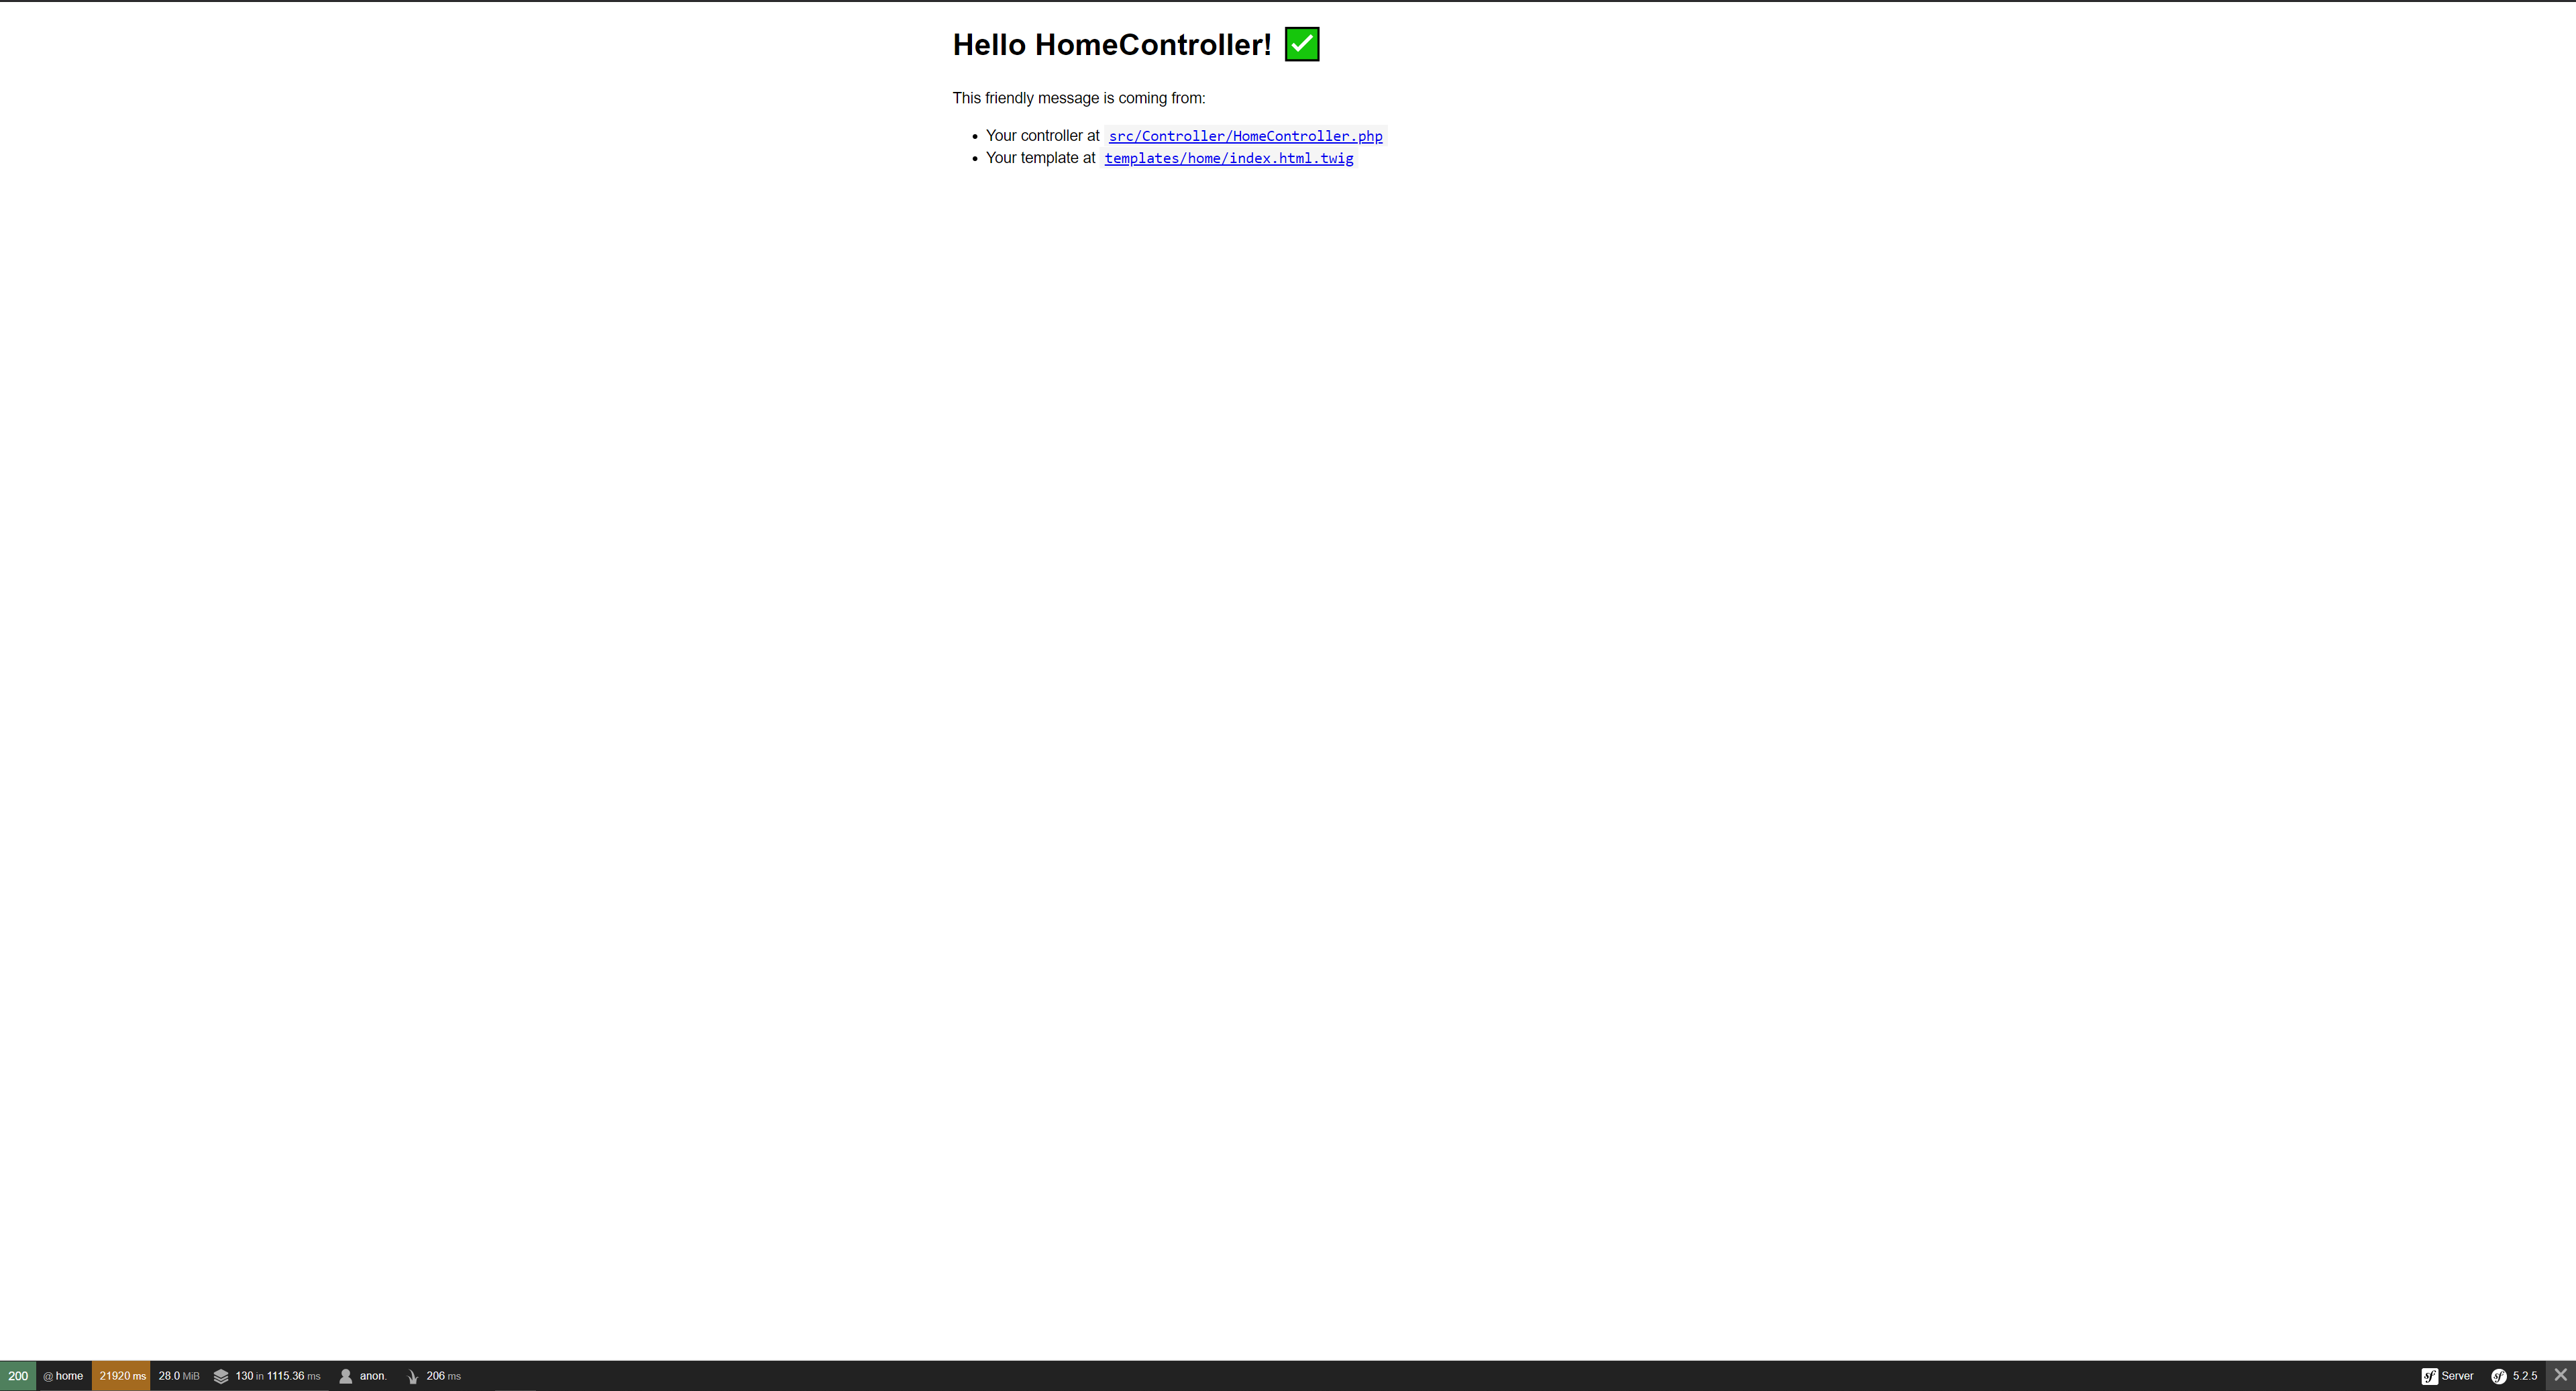 Hello HomeController! ✅
This friendly message is coming from:
• Your controller at src/Controller/HomeController.php
• Your template at templates/home/index.html.twig
200 @ home 21920 ms 28.0 MiB 130 in 1115.36 ms anon. 206 ms sf Server sf 5.2.5